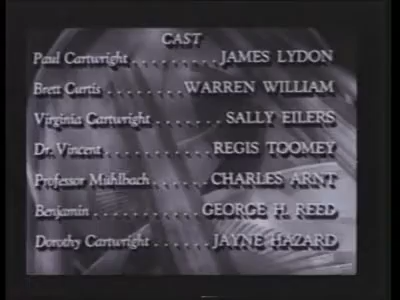 CAST
Paul Cartwright . . . . . . . . . JAMES LYDON
Brett Curtis . . . . . . . . WARREN WILLIAM
Virginia Cartwright . . . . . . . SALLY EILERS
Dr. Vincent . . . . . . . . . . . REGIS TOOMEY
Professor Muhlbach . . . . . . CHARLES ARNT
Benjamin . . . . . . . . . . . GEORGE H. REED
Dorothy Cartwright . . . . . . JAYNE HAZARD